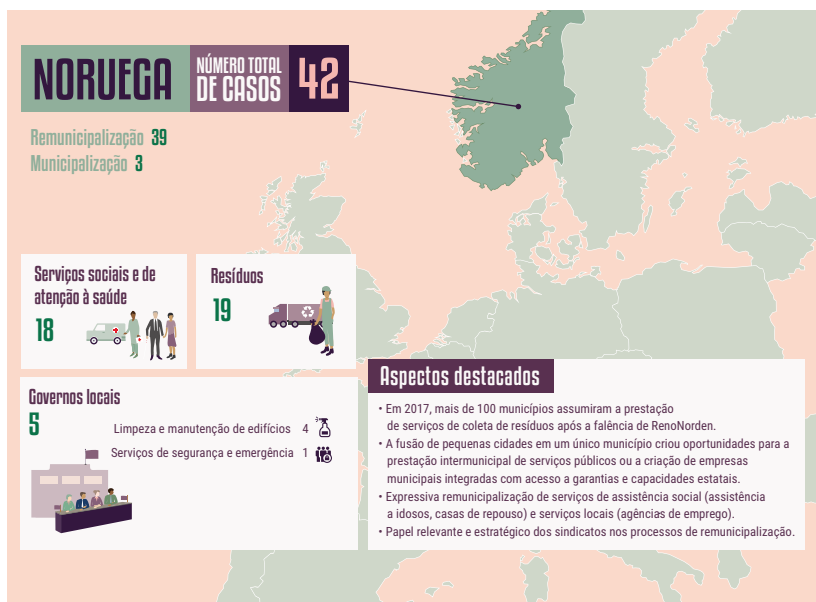 NORUEGA
NÚMERO TOTAL
DE CASOS
42
Remunicipalização 39
Municipalização 3
Serviços sociais e de
atenção à saúde
18
Resíduos
19
Governos locais
5
Limpeza e manutenção de edifícios 4
Serviços de segurança e emergência 1
Aspectos destacados
• Em 2017, mais de 100 municípios assumiram a prestação
de serviços de coleta de resíduos após a falência de RenoNorden.
• A fusão de pequenas cidades em um único município criou oportunidades para a
prestação intermunicipal de serviços públicos ou a criação de empresas
municipais integradas com acesso a garantias e capacidades estatais.
• Expressiva remunicipalização de serviços de assistência social (assistência
a idosos, casas de repouso) e serviços locais (agências de emprego).
• Papel relevante e estratégico dos sindicatos nos processos de remunicipalização.